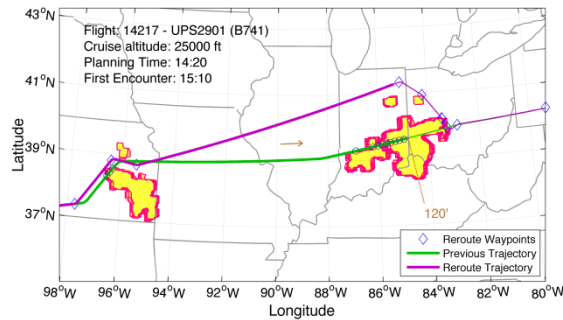 43°N
41°N
39°N
37°N
Latitude
Flight: 14217 - UPS2901 (B741)
Cruise altitude: 25000 ft
Planning Time: 14:20
First Encounter: 15:10
120'
Reroute Waypoints
Previous Trajectory
Reroute Trajectory
98°W 96°W 94°W 92°W 90°W 88°W 86°W 84°W 82°W 80°W
Longitude